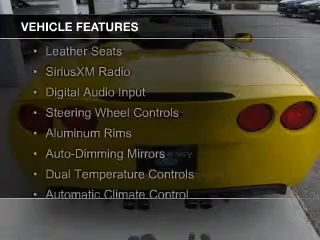 VEHICLE FEATURES
• Leather Seats
• SiriusXM Radio
• Digital Audio Input
• Steering Wheel Controls
• Aluminum Rims
• Auto-Dimming Mirrors
• Dual Temperature Controls
• Automatic Climate Control